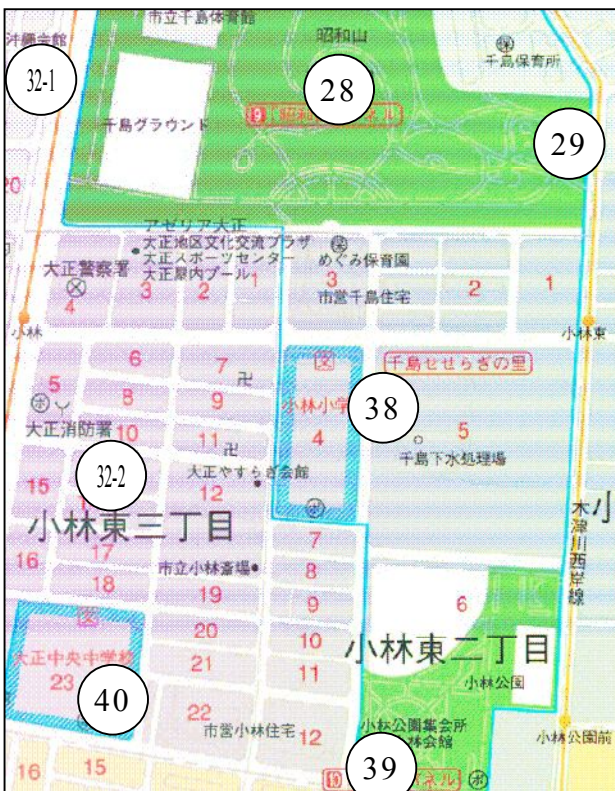 市立千島体育館
昭和山
沖縄会館
32-1
28
千島保育所
千島グラウンド
29
20
アゼリア大正
大正地区文化交流プラザ
大正スポーツセンター
大正屋内プール
めぐみ保育園
市営千島住宅
大正警察署
4
3
2
1
3
2
1
小林
小林東
6
7
千島せせらぎの里
5
8
9
小林小学
38
大正消防署
10
11
4
5
千島下水処理場
32-2
大正やすらぎ会館
15
12
小林東三丁目
7
木津川西岸線
小
16
17
市立小林斎場
8
18
19
9
6
20
10
小林東二丁目
大正中央中学校
21
11
小林公園
23
40
22
市営小林住宅
12
小林公園集会所
林会館
小林公園前
16
15
39